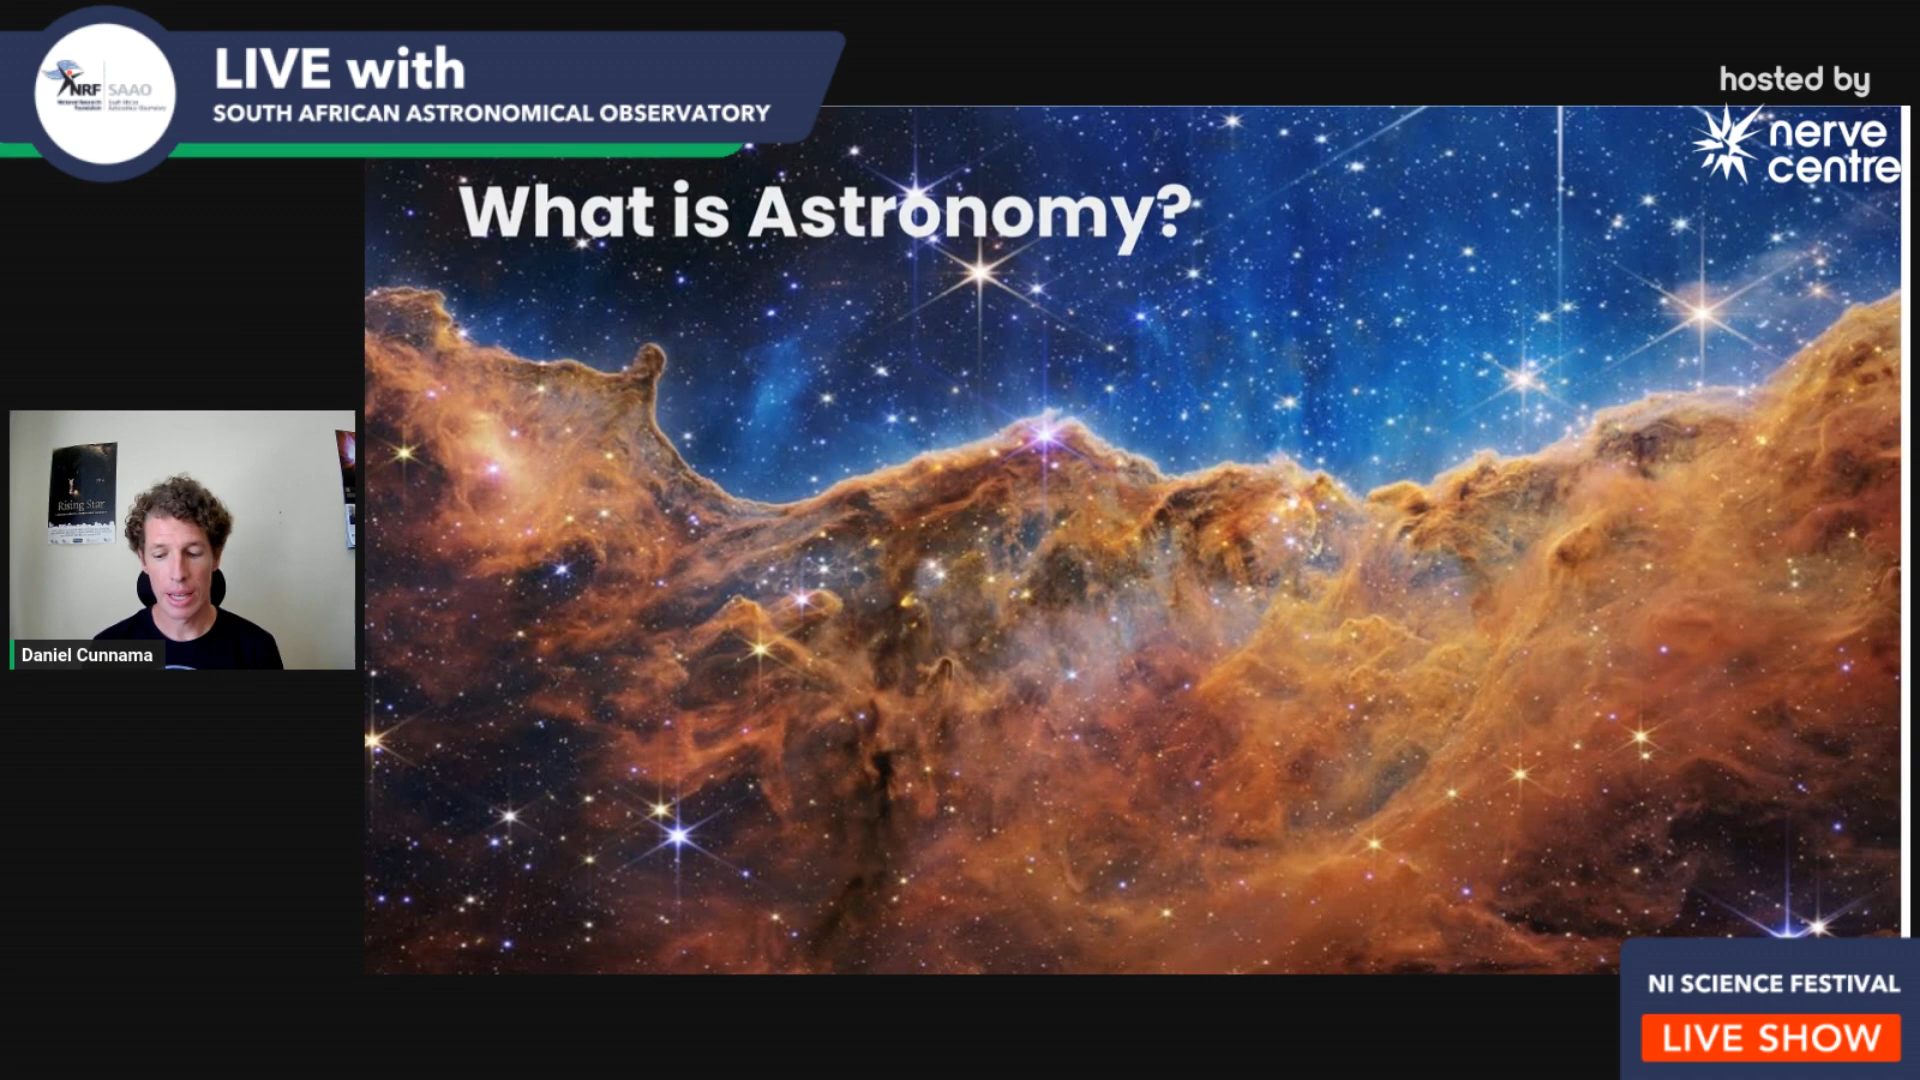 LIVE with
SOUTH AFRICAN ASTRONOMICAL OBSERVATORY
NRF
SAAO
hosted by
nerve
centre
What is Astronomy?
Rising Star
Daniel Cunnama
NI SCIENCE FESTIVAL
LIVE SHOW